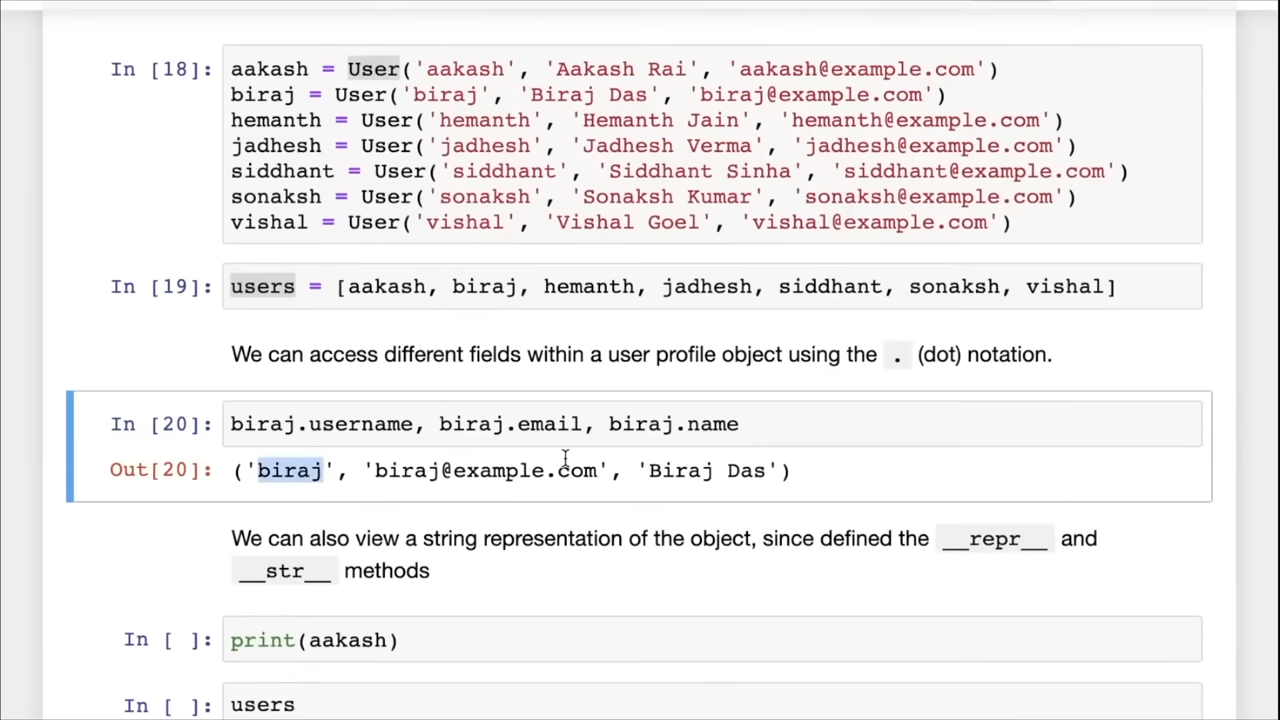 In [18]: aakash = User('aakash', 'Aakash Rai', 'aakash@example.com')
biraj = User('biraj', 'Biraj Das', 'biraj@example.com')
hemanth = User('hemanth', 'Hemanth Jain', 'hemanth@example.com')
jadhesh = User('jadhesh', 'Jadhesh Verma', 'jadhesh@example.com')
siddhant = User('siddhant', 'Siddhant Sinha', 'siddhant@example.com')
sonaksh = User('sonaksh', 'Sonaksh Kumar', 'sonaksh@example.com')
vishal = User('vishal', 'Vishal Goel', 'vishal@example.com')
In [19]: users = [aakash, biraj, hemanth, jadhesh, siddhant, sonaksh, vishal]
We can access different fields within a user profile object using the . (dot) notation.
In [20]: biraj.username, biraj.email, biraj.name
Out[20]: ('biraj', 'biraj@example.com', 'Biraj Das')
We can also view a string representation of the object, since defined the __repr__ and
__str__ methods
In [ ]: print(aakash)
In [ ]: users